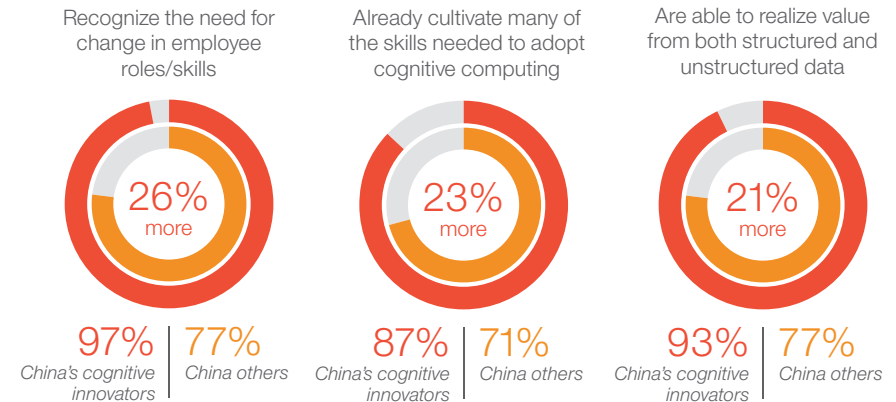 Recognize the need for
change in employee
roles/skills
26%
more
97%
China's cognitive
innovators
77%
China others
Already cultivate many of
the skills needed to adopt
cognitive computing
23%
more
87%
China's cognitive
innovators
71%
China others
Are able to realize value
from both structured and
unstructured data
21%
more
93%
China's cognitive
innovators
77%
China others